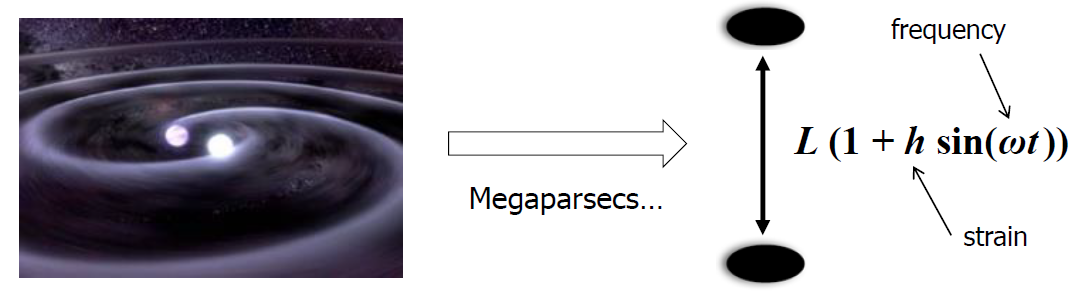 frequency
L (1 + h sin(ωt))
Megaparsecs...
strain